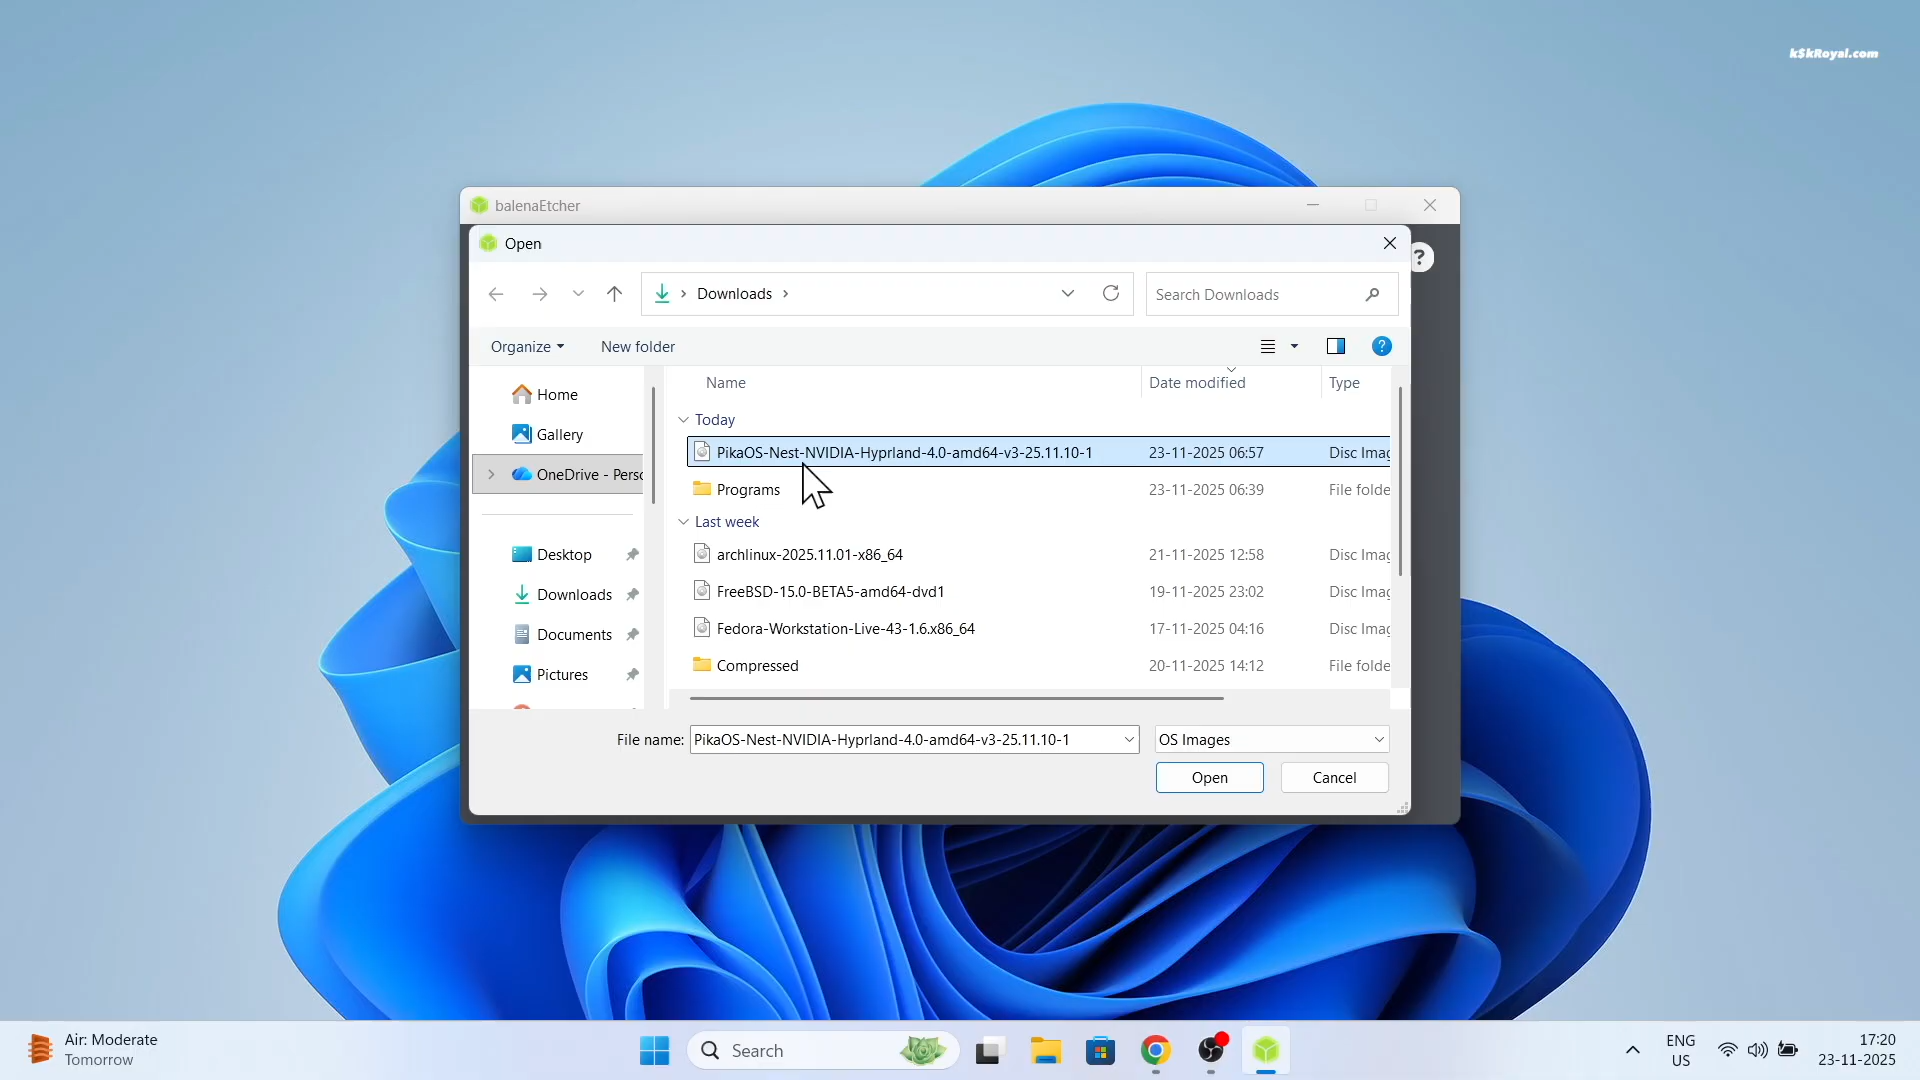 kSkRoyal.com
balenaEtcher
Open
?
Downloads
Search Downloads
Organize
New folder
?
Home
Gallery
OneDrive - Perso
Desktop
Downloads
Documents
Pictures
Name
Date modified
Type
Today
PikaOS-Nest-NVIDIA-Hyprland-4.0-amd64-v3-25.11.10-1 23-11-2025 06:57 Disc Imag
Programs 23-11-2025 06:39 File folde
Last week
archlinux-2025.11.01-x86_64 21-11-2025 12:58 Disc Imag
FreeBSD-15.0-BETA5-amd64-dvd1 19-11-2025 23:02 Disc Imag
Fedora-Workstation-Live-43-1.6.x86_64 17-11-2025 04:16 Disc Imag
Compressed 20-11-2025 14:12 File folde
File name: PikaOS-Nest-NVIDIA-Hyprland-4.0-amd64-v3-25.11.10-1
OS Images
Open
Cancel
Air: Moderate
Tomorrow
Search
ENG
US
17:20
23-11-2025